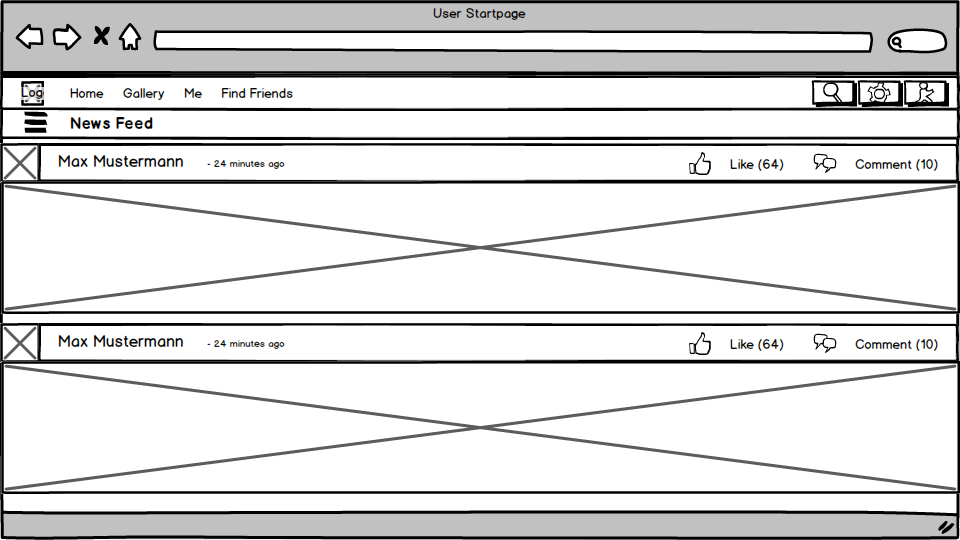 User Startpage
Log Home Gallery Me Find Friends
News Feed
Max Mustermann - 24 minutes ago Like (64) Comment (10)
Max Mustermann - 24 minutes ago Like (64) Comment (10)